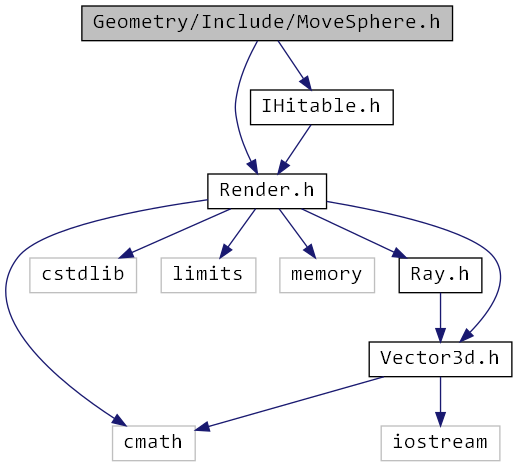 Geometry/Include/MoveSphere.h
IHitable.h
Render.h
cstdlib
limits
memory
Ray.h
Vector3d.h
cmath
iostream